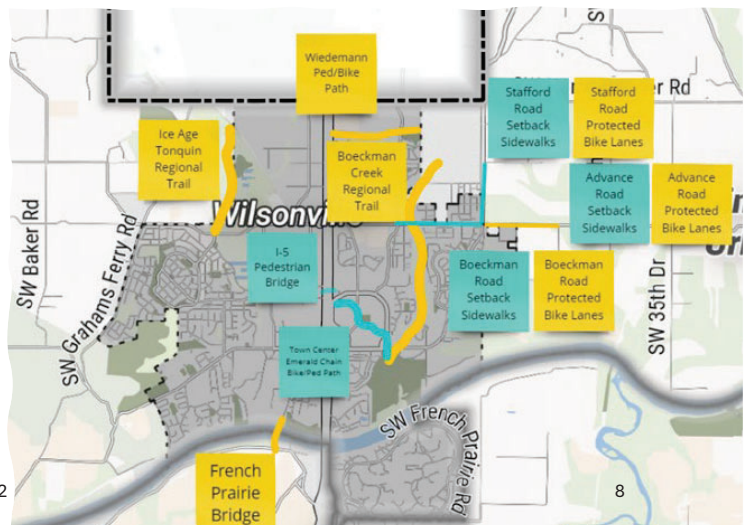 Wiedemann
Ped/Bike
Path
Stafford
Road
Setback
Sidewalks
Stafford
Road
Protected
Bike Lanes
er Rd
Ice Age
Tonquin
Regional
Trail
Boeckman
Creek
Regional
Trail
Advance
Road
Setback
Sidewalks
Advance
Road
Protected
Bike Lanes
Wilsonville
SW Baker Rd
SW Grahams Ferry Rd
I-5
Pedestrian
Bridge
Boeckman
Road
Setback
Sidewalks
Boeckman
Road
Protected
Bike Lanes
SW 35th Dr
Town Center
Emerald Chain
Bike/Ped Path
SW French Prairie Rd
French
Prairie
Bridge
2
8